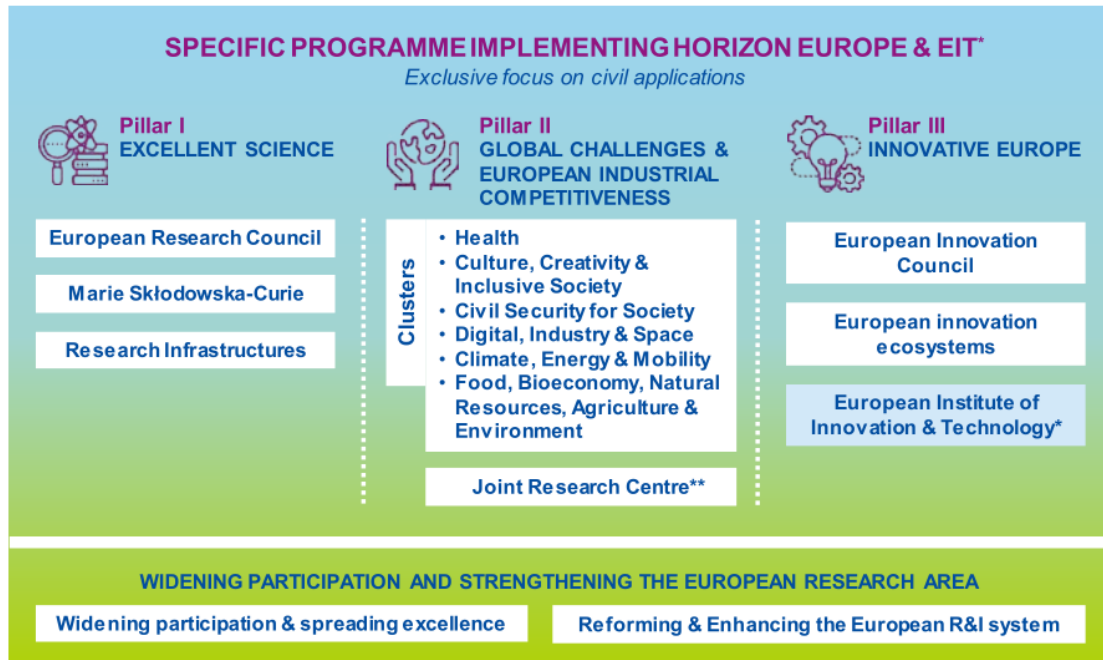 SPECIFIC PROGRAMME IMPLEMENTING HORIZON EUROPE & EIT*
Exclusive focus on civil applications
Pillar I
EXCELLENT SCIENCE
European Research Council
Marie Skłodowska-Curie
Research Infrastructures
Pillar II
GLOBAL CHALLENGES &
EUROPEAN INDUSTRIAL
COMPETITIVENESS
Clusters
• Health
• Culture, Creativity &
Inclusive Society
• Civil Security for Society
• Digital, Industry & Space
• Climate, Energy & Mobility
• Food, Bioeconomy, Natural
Resources, Agriculture &
Environment
Joint Research Centre**
Pillar III
INNOVATIVE EUROPE
European Innovation
Council
European innovation
ecosystems
European Institute of
Innovation & Technology*
WIDENING PARTICIPATION AND STRENGTHENING THE EUROPEAN RESEARCH AREA
Widening participation & spreading excellence
Reforming & Enhancing the European R&I system